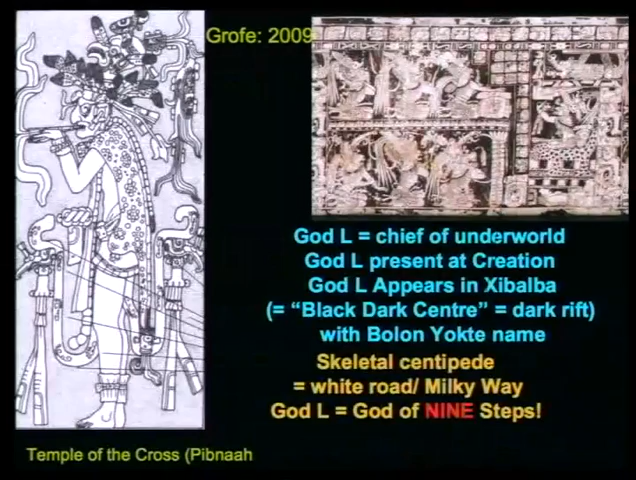 Grofe: 2009
God L = chief of underworld
God L present at Creation
God L Appears in Xibalba
(= “Black Dark Centre” = dark rift)
with Bolon Yokte name
Skeletal centipede
= white road/ Milky Way
God L = God of NINE Steps!
Temple of the Cross (Pibnaah